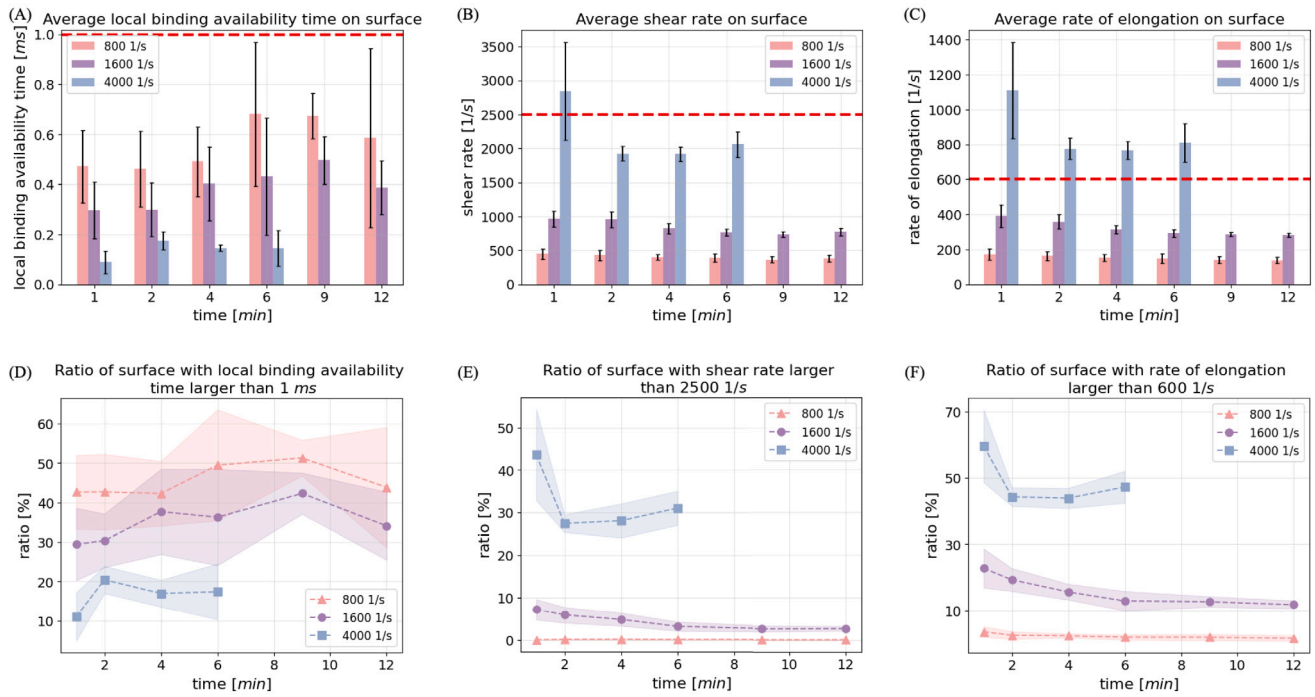 (A)
Average local binding availability time on surface
local binding availability time [ms]
1.0
0.8
0.6
0.4
0.2
0.0
800 1/s
1600 1/s
4000 1/s
1 2 4 6 9 12
time [min]
(B)
Average shear rate on surface
shear rate [1/s]
3500
3000
2500
2000
1500
1000
500
0
800 1/s
1600 1/s
4000 1/s
1 2 4 6 9 12
time [min]
(C)
Average rate of elongation on surface
rate of elongation [1/s]
1400
1200
1000
800
600
400
200
0
800 1/s
1600 1/s
4000 1/s
1 2 4 6 9 12
time [min]
(D)
Ratio of surface with local binding availability
time larger than 1 ms
ratio [%]
60
50
40
30
20
10
800 1/s
1600 1/s
4000 1/s
2 4 6 8 10 12
time [min]
(E)
Ratio of surface with shear rate larger
than 2500 1/s
ratio [%]
50
40
30
20
10
0
800 1/s
1600 1/s
4000 1/s
2 4 6 8 10 12
time [min]
(F)
Ratio of surface with rate of elongation
larger than 600 1/s
ratio [%]
70
50
30
10
800 1/s
1600 1/s
4000 1/s
2 4 6 8 10 12
time [min]